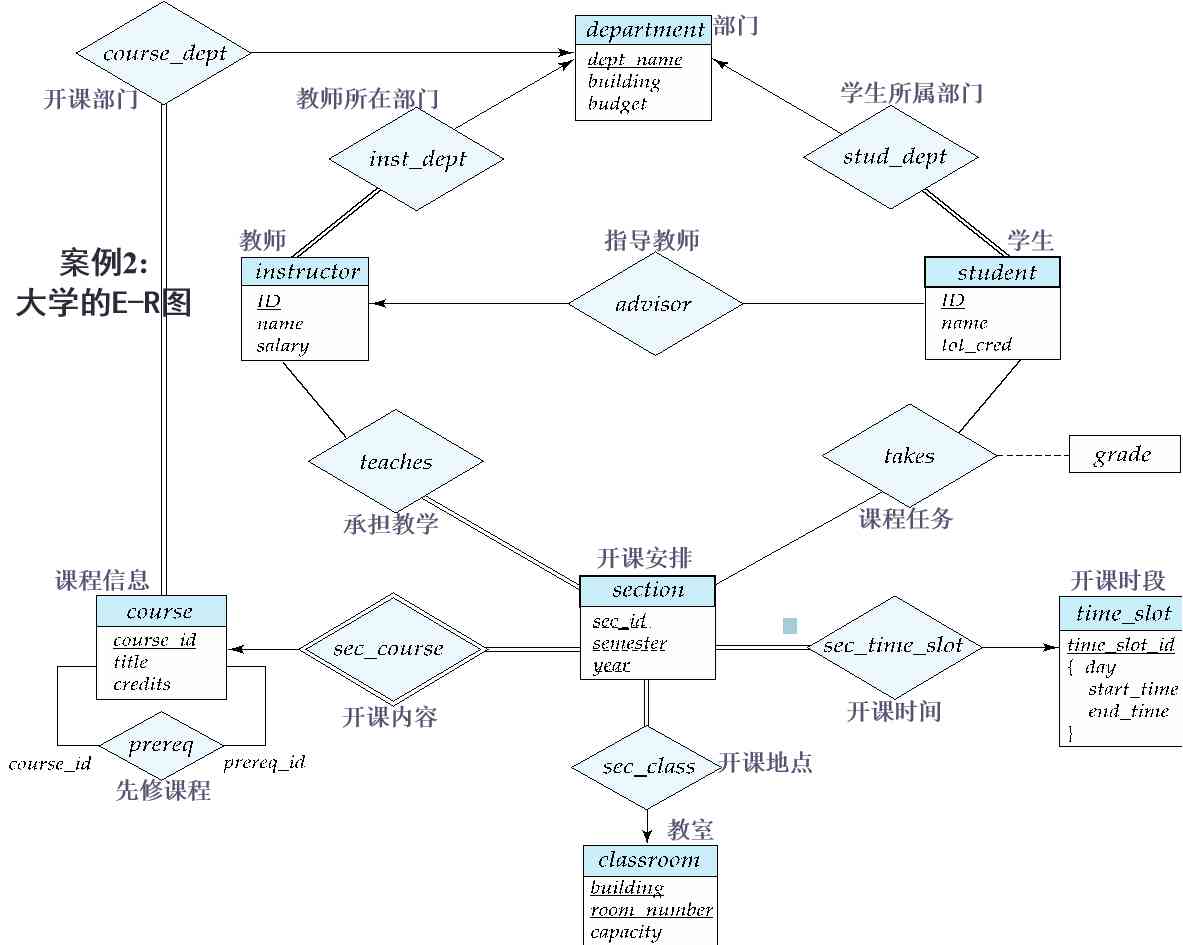 department 部门
dept_name
building
budget
course_dept
开课部门
教师所在部门
inst_dept
学生所属部门
stud_dept
案例2:
大学的E-R图
教师
instructor
ID
name
salary
指导教师
advisor
学生
student
ID
name
tot_cred
teaches
承担教学
takes
课程任务
grade
课程信息
course
course_id
title
credits
sec_course
开课内容
开课安排
section
sec_id
semester
year
sec_time_slot
开课时间
开课时段
time_slot
time_slot_id
{ day
start_time
end_time
}
course_id
prereq
prereq_id
先修课程
sec_class
开课地点
教室
classroom
building
room_number
capacity